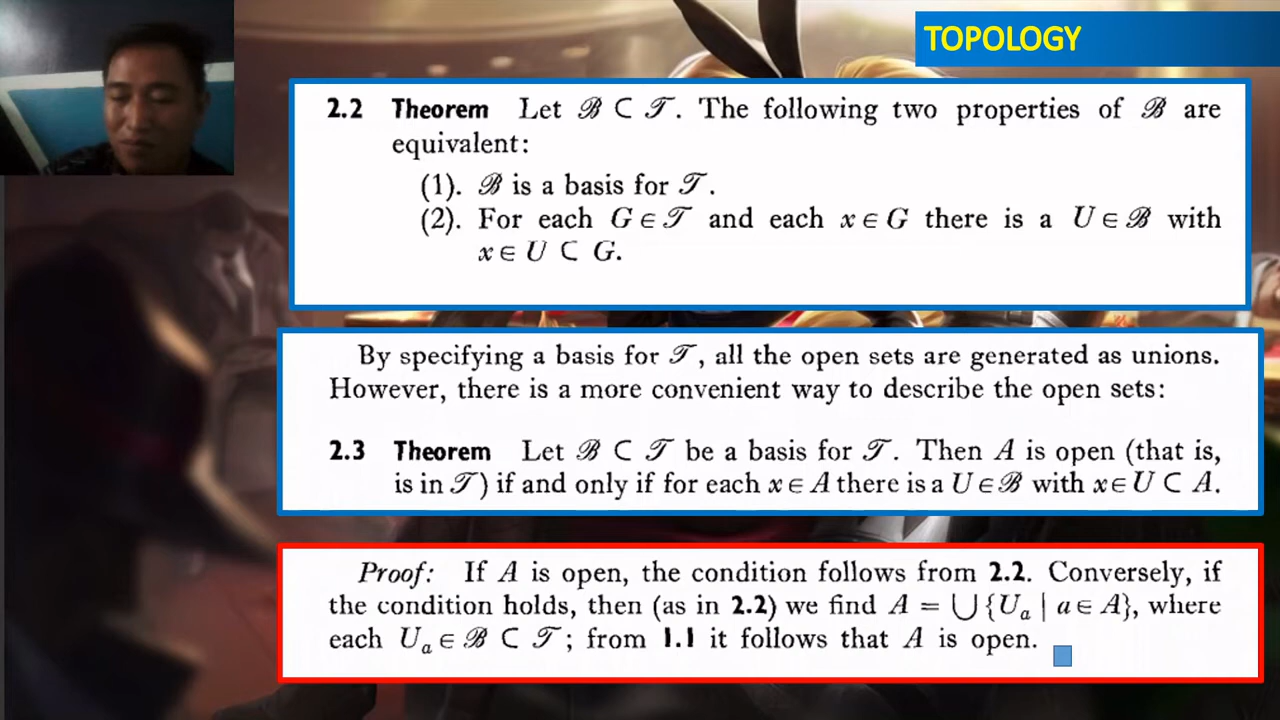 TOPOLOGY
2.2 Theorem Let ℬ ⊂ 𝒯. The following two properties of ℬ are
equivalent:
(1). ℬ is a basis for 𝒯.
(2). For each G ∈ 𝒯 and each x ∈ G there is a U ∈ ℬ with
x ∈ U ⊂ G.
By specifying a basis for 𝒯, all the open sets are generated as unions.
However, there is a more convenient way to describe the open sets:
2.3 Theorem Let ℬ ⊂ 𝒯 be a basis for 𝒯. Then A is open (that is,
is in 𝒯) if and only if for each x ∈ A there is a U ∈ ℬ with x ∈ U ⊂ A.
Proof: If A is open, the condition follows from 2.2. Conversely, if
the condition holds, then (as in 2.2) we find A = ⋃{Uₐ | a ∈ A}, where
each Uₐ ∈ ℬ ⊂ 𝒯; from 1.1 it follows that A is open.